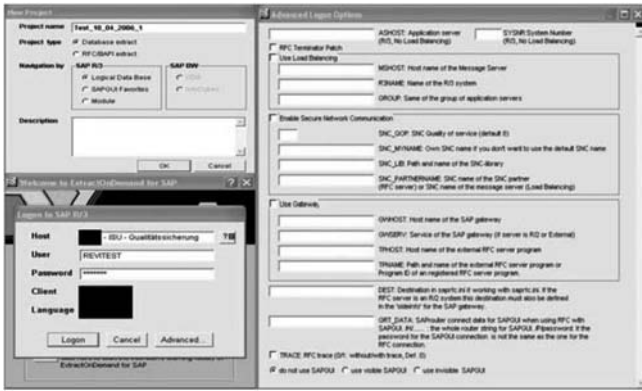 New Project
Project name Test_18_04_2006_1
Project type Database extract
RFC/BAPI extract
Navigation by SAP R/3 SAP BW
Logical Data Base
SAPGUI Favorites
Module
Description
OK Cancel
Welcome to ExtractOnDemand for SAP
Logon to SAP R/3
Host - ISU - Qualitätssicherung
User REVITEST
Password *******
Client
Language
Logon Cancel Advanced...
ExtractOnDemand for SAP
Advanced Logon Options
ASHOST: Application server
(R/3, No Load Balancing)
SYSNR: System Number
(R/3, No Load Balancing)
RFC Terminator Patch
Use Load Balancing
MSHOST: Host name of the Message Server
R3NAME: Name of the R/3 system
GROUP: Same of the group of application servers
Enable Secure Network Communication
SNC_QOP: SNC Quality of service (default 8)
SNC_MYNAME: Own SNC name if you don't want to use the default SNC name
SNC_LIB: Path and name of the SNC-library
SNC_PARTNERNAME: SNC name of the SNC partner
(RFC server) or SNC name of the message server (Load Balancing)
Use Gateway
GWHOST: Host name of the SAP gateway
GWSERV: Service of the SAP gateway (if server is R/2 or External)
TPHOST: Host name of the external RFC server program
TPNAME: Path and name of the external RFC server program or
Program ID of an registered RFC server program.
DEST: Destination in saprfc.ini if working with saprfc.ini. If the
RFC server is an R/2 system this destination must also be defined
in the 'sideinfo' for the SAP gateway.
SAProuter connect data for SAPGUI when using RFC with
the whole router string for SAPGUI. /P/password: If the
password for the SAPGUI connection is not the same as the one for the
RFC connection.
TRACE: RFC trace (0/1: without/with trace, Def. 0)
do not use SAPGUI use visible SAPGUI use invisible SAPGUI